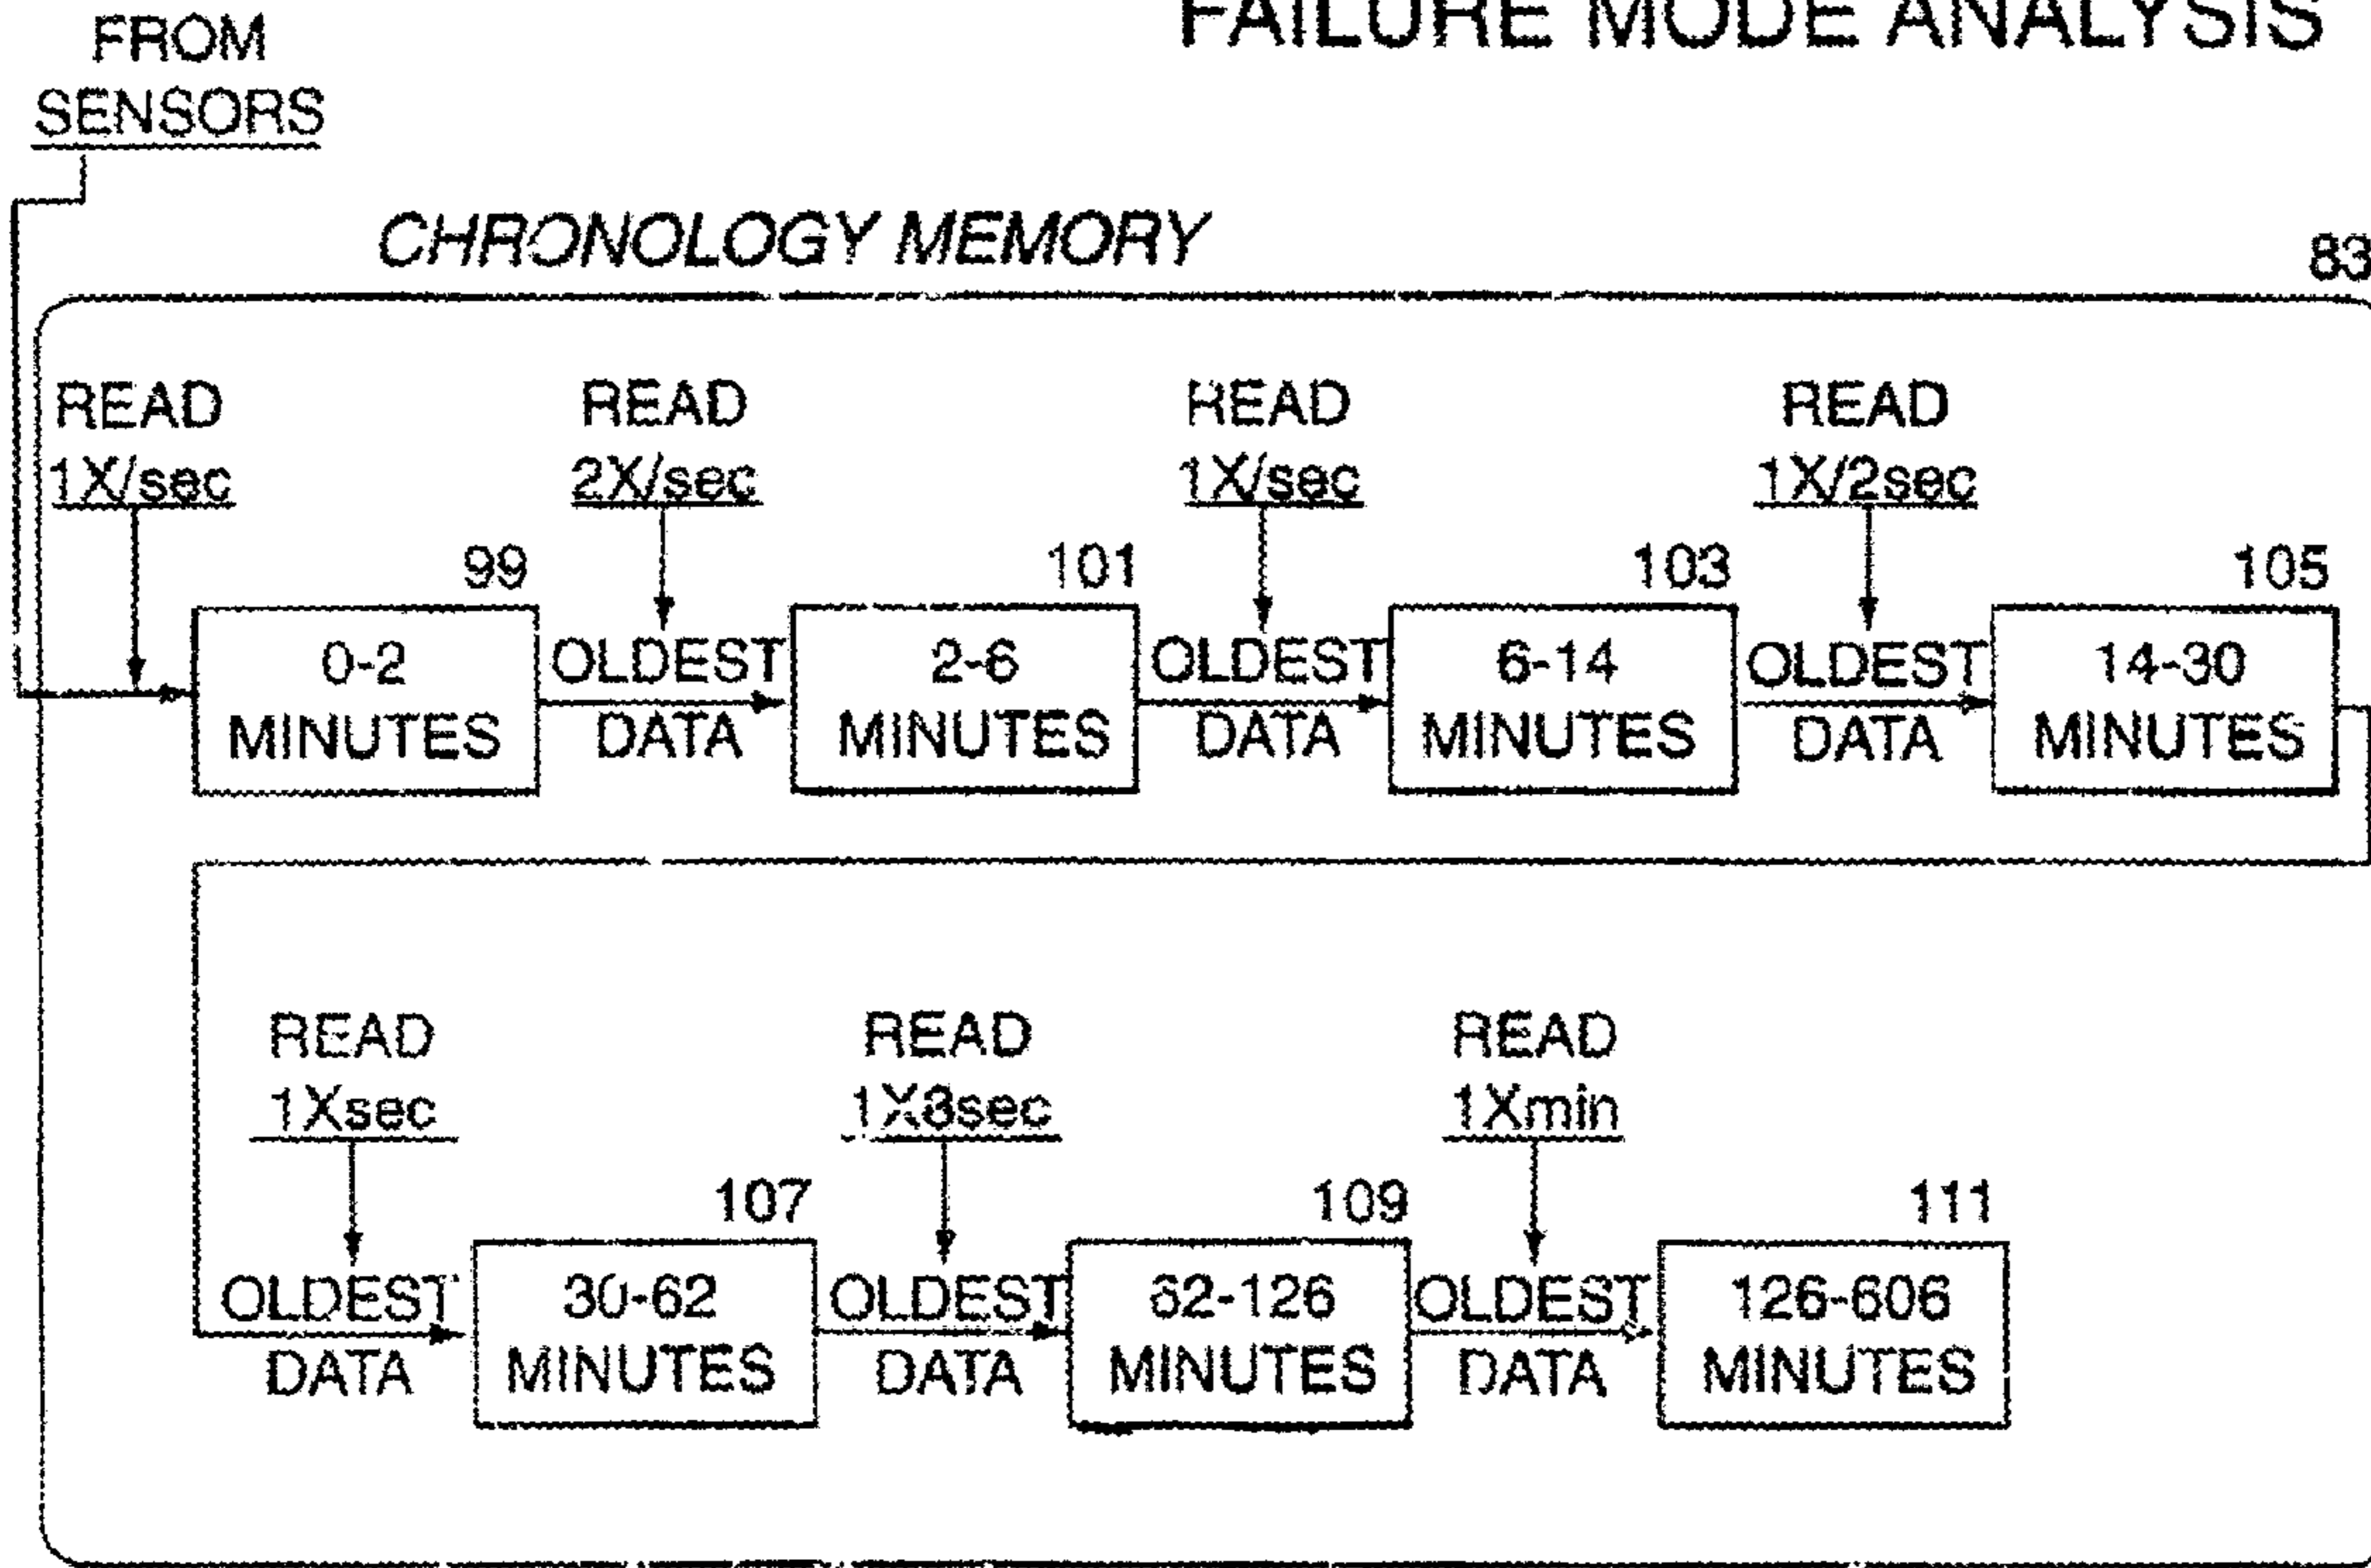 FAILURE MODE ANALYSIS
FROM
SENSORS
CHRONOLOGY MEMORY
83
READ
1X/sec
READ
2X/sec
READ
1X/sec
READ
1X/2sec
99
101
103
105
0-2
MINUTES
OLDEST
DATA
2-6
MINUTES
OLDEST
DATA
6-14
MINUTES
OLDEST
DATA
14-30
MINUTES
READ
1Xsec
READ
1X8sec
READ
1Xmin
107
109
111
OLDEST
DATA
30-62
MINUTES
OLDEST
DATA
62-126
MINUTES
OLDEST
DATA
126-606
MINUTES